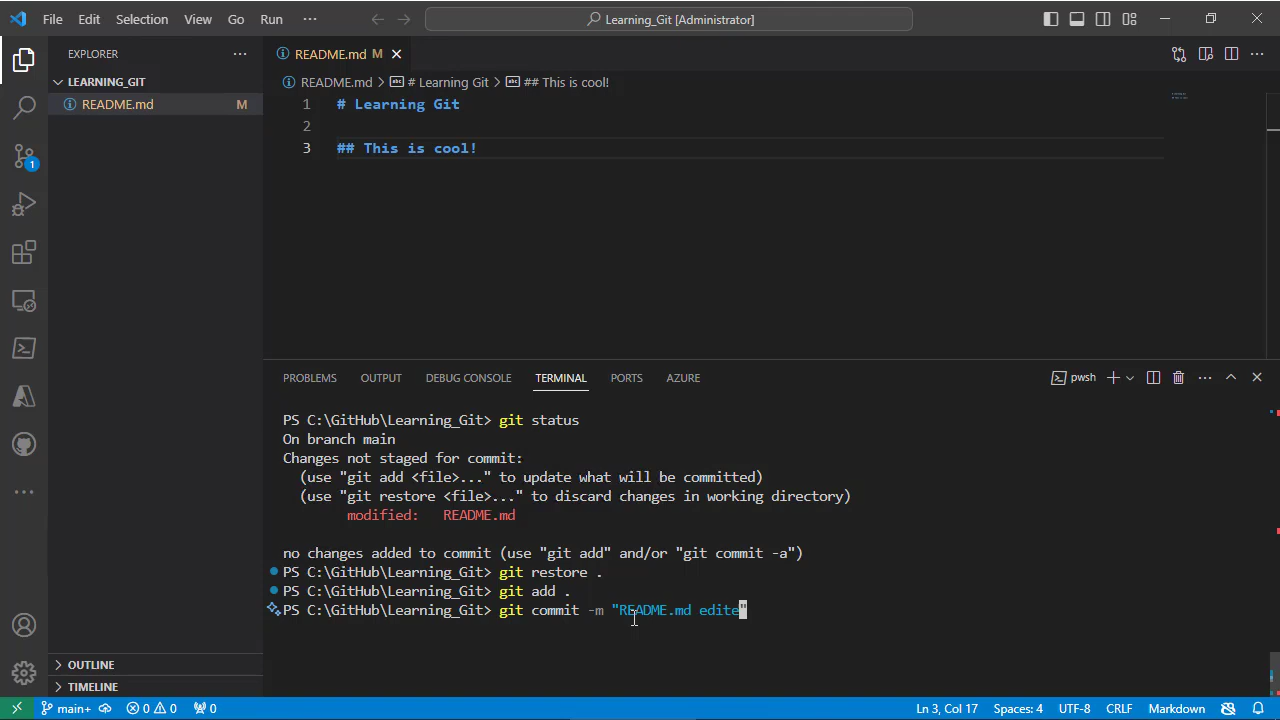 File Edit Selection View Go Run ··· Learning_Git [Administrator]
EXPLORER ···
LEARNING_GIT
README.md M
1
README.md M
README.md > # Learning Git > ## This is cool!
1 # Learning Git
2
3 ## This is cool!
PROBLEMS OUTPUT DEBUG CONSOLE TERMINAL PORTS AZURE pwsh
PS C:\GitHub\Learning_Git> git status
On branch main
Changes not staged for commit:
(use "git add <file>..." to update what will be committed)
(use "git restore <file>..." to discard changes in working directory)
modified: README.md
no changes added to commit (use "git add" and/or "git commit -a")
PS C:\GitHub\Learning_Git> git restore .
PS C:\GitHub\Learning_Git> git add .
PS C:\GitHub\Learning_Git> git commit -m "README.md edite"
OUTLINE
TIMELINE
main+ 0 0 0 Ln 3, Col 17 Spaces: 4 UTF-8 CRLF Markdown